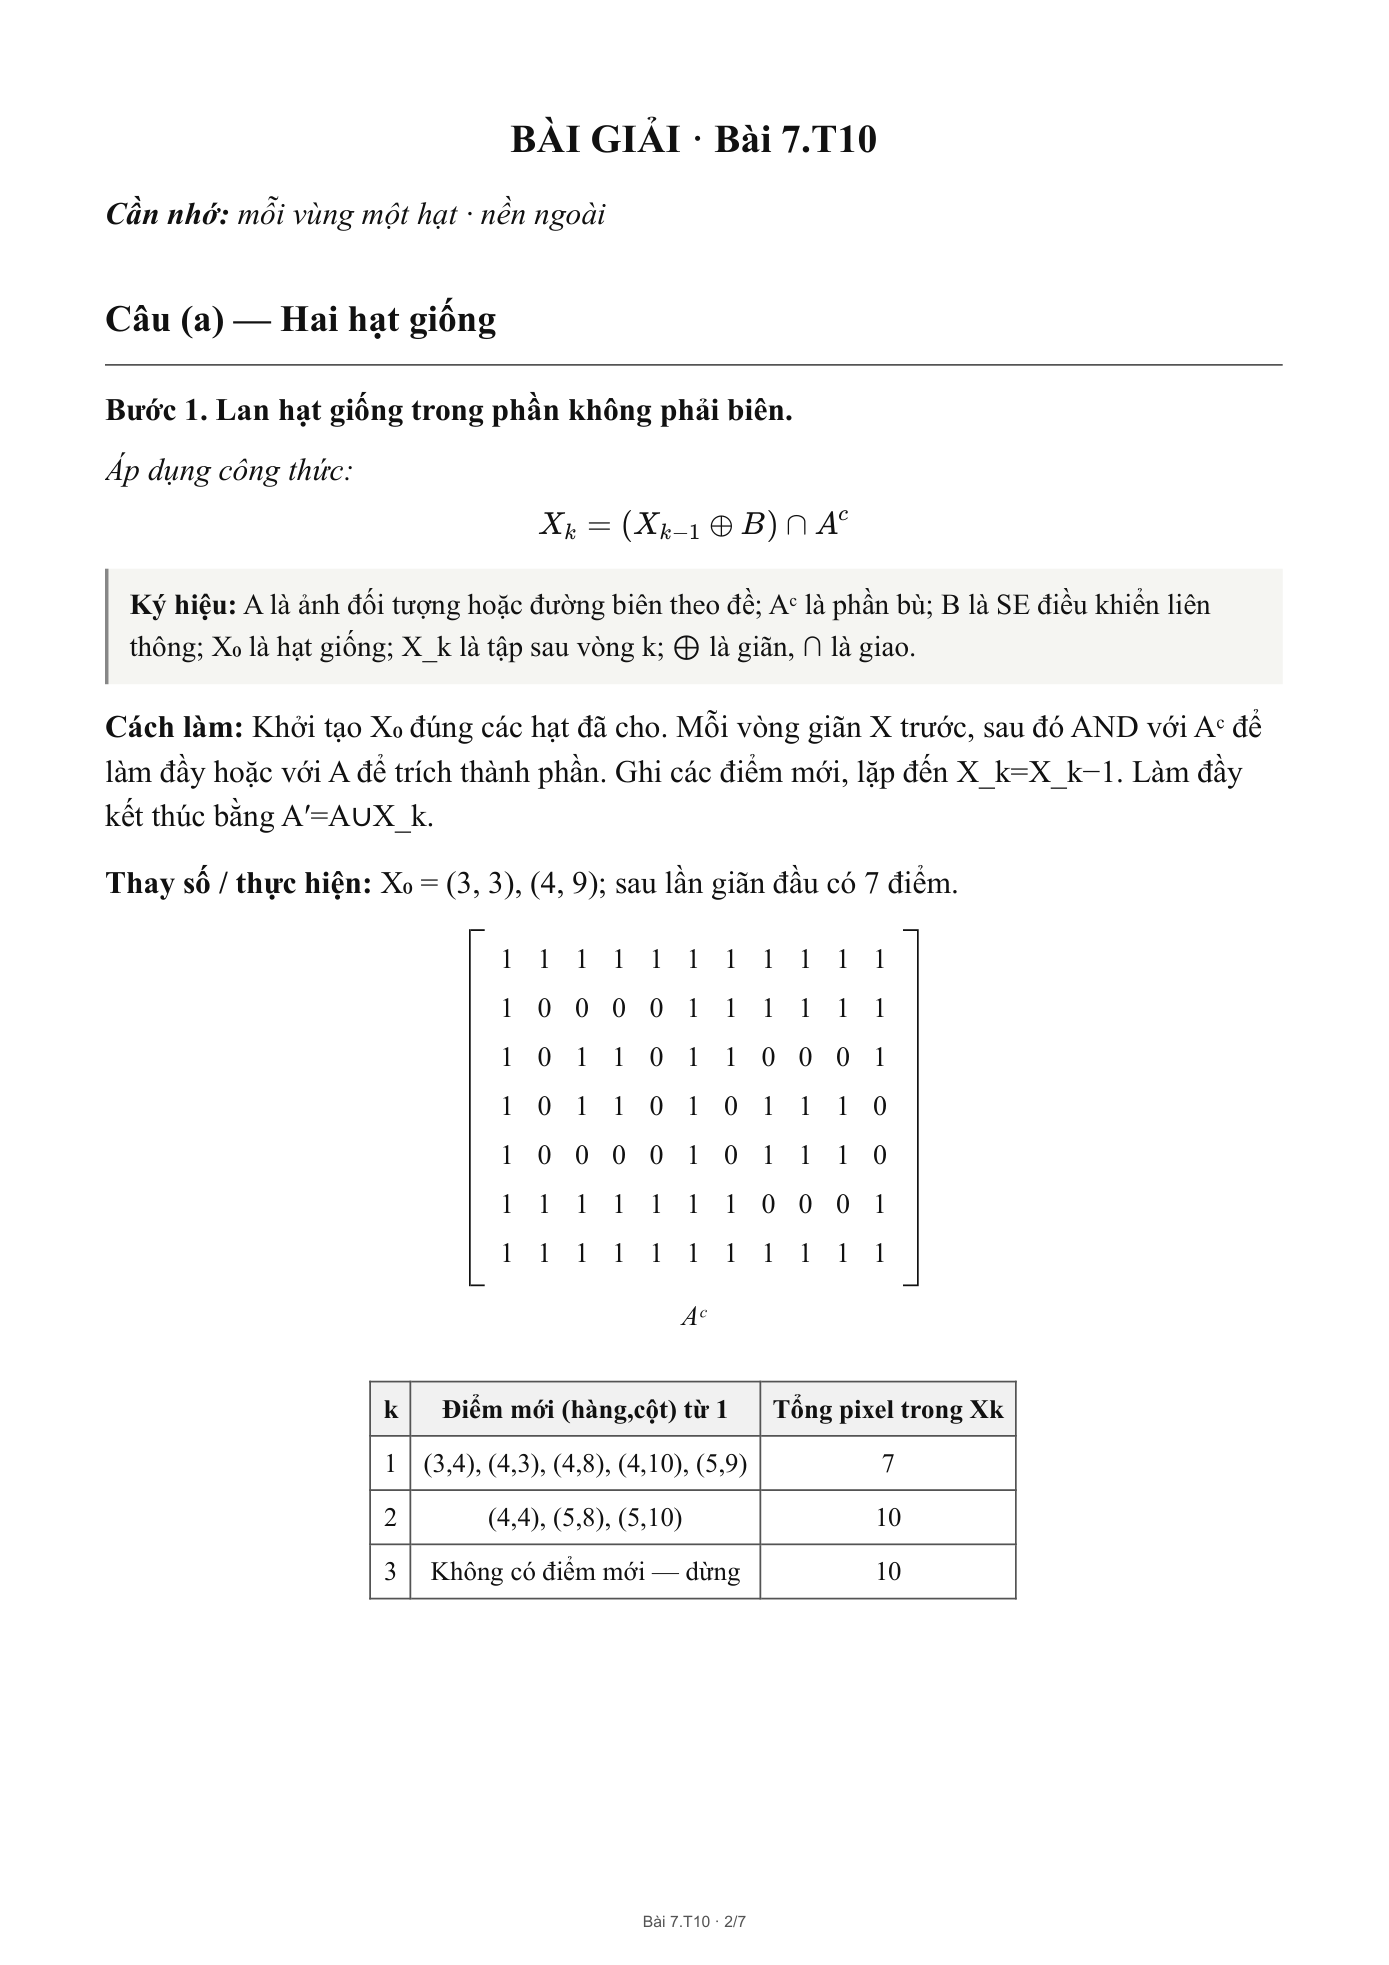 BÀI GIẢI · Bài 7.T10
Cần nhớ: mỗi vùng một hạt · nền ngoài
Câu (a) — Hai hạt giống
Bước 1. Lan hạt giống trong phần không phải biên.
Áp dụng công thức:
X_k = (X_{k−1} ⊕ B) ∩ A^c
Ký hiệu: A là ảnh đối tượng hoặc đường biên theo đề; Aᶜ là phần bù; B là SE điều khiển liên
thông; X₀ là hạt giống; X_k là tập sau vòng k; ⊕ là giãn, ∩ là giao.
Cách làm: Khởi tạo X₀ đúng các hạt đã cho. Mỗi vòng giãn X trước, sau đó AND với Aᶜ để
làm đầy hoặc với A để trích thành phần. Ghi các điểm mới, lặp đến X_k=X_k−1. Làm đầy
kết thúc bằng A′=A∪X_k.
Thay số / thực hiện: X₀ = (3, 3), (4, 9); sau lần giãn đầu có 7 điểm.
1 1 1 1 1 1 1 1 1 1 1
1 0 0 0 0 1 1 1 1 1 1
1 0 1 1 0 1 1 0 0 0 1
1 0 1 1 0 1 0 1 1 1 0
1 0 0 0 0 1 0 1 1 1 0
1 1 1 1 1 1 1 0 0 0 1
1 1 1 1 1 1 1 1 1 1 1
Aᶜ
k Điểm mới (hàng,cột) từ 1 Tổng pixel trong Xk
1 (3,4), (4,3), (4,8), (4,10), (5,9) 7
2 (4,4), (5,8), (5,10) 10
3 Không có điểm mới — dừng 10
Bài 7.T10 · 2/7